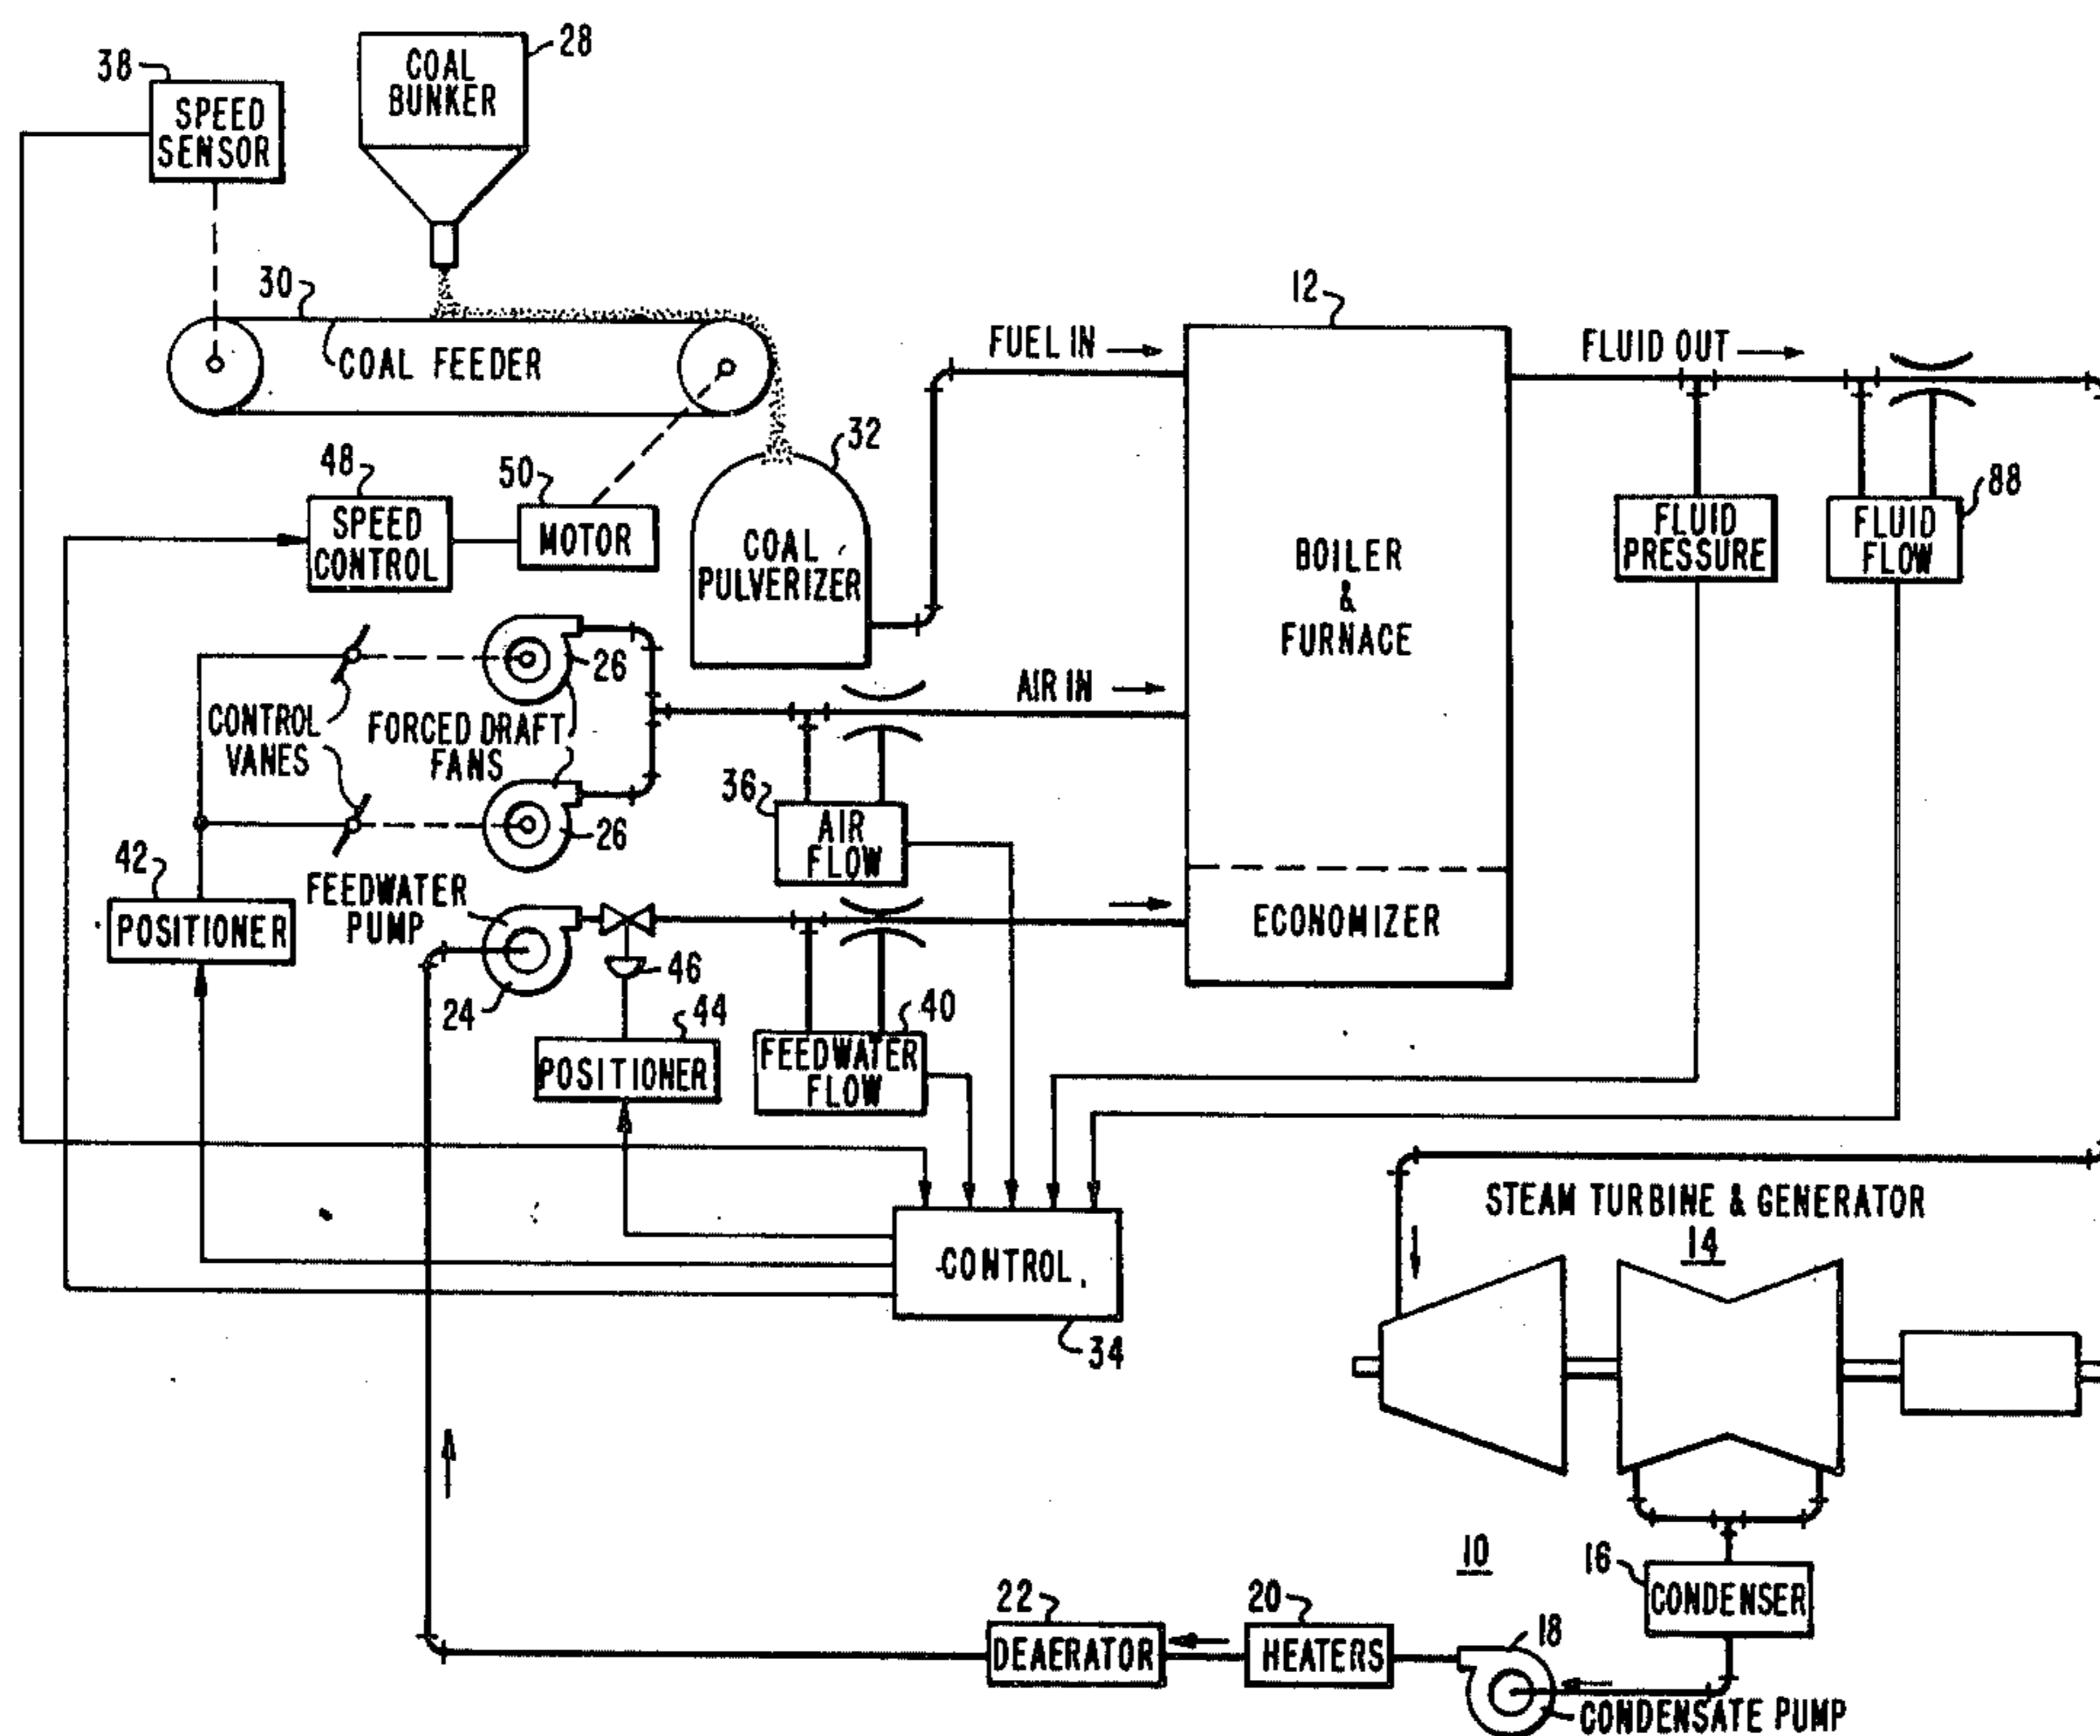 28
COAL
BUNKER
38
SPEED
SENSOR
30
COAL FEEDER
12
FUEL IN
FLUID OUT
32
48
50
88
SPEED
CONTROL
MOTOR
COAL
PULVERIZER
BOILER
&
FURNACE
FLUID
PRESSURE
FLUID
FLOW
26
AIR IN
CONTROL
VANES
FORCED DRAFT
FANS
36
26
AIR
FLOW
42
FEEDWATER
PUMP
POSITIONER
ECONOMIZER
46
24
44
40
POSITIONER
FEEDWATER
FLOW
STEAM TURBINE & GENERATOR
14
CONTROL
34
10
16
CONDENSER
22
20
18
DEAERATOR
HEATERS
CONDENSATE PUMP